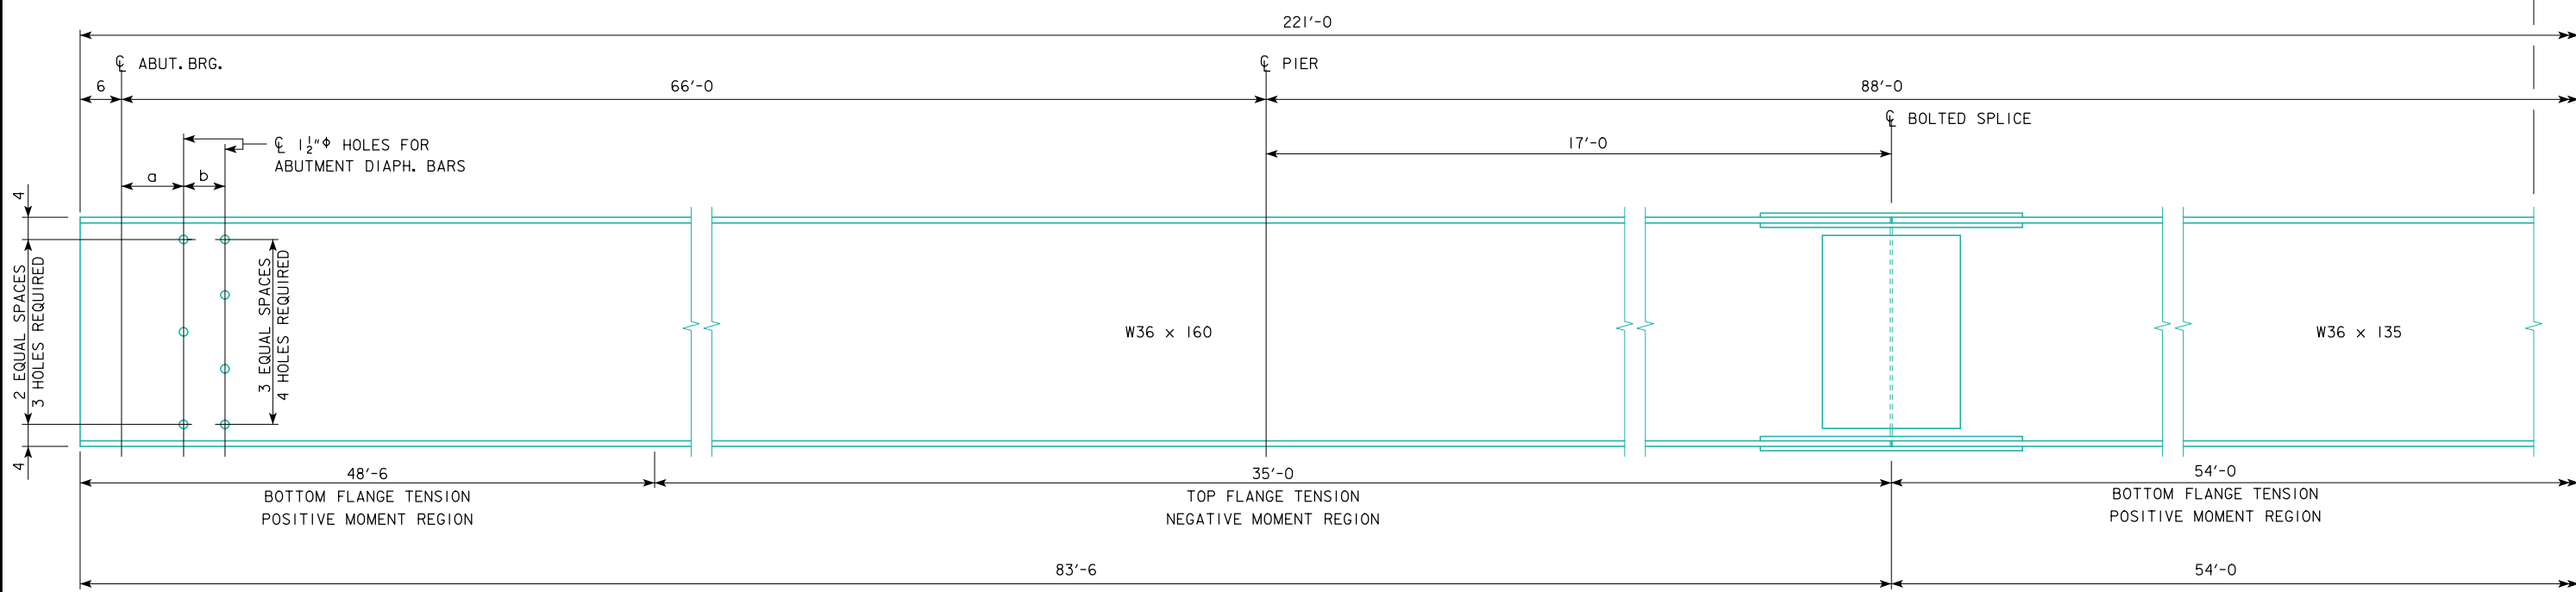 221'-0
℄ ABUT. BRG.
℄ PIER
6
66'-0
88'-0
℄ BOLTED SPLICE
℄ 1½"Φ HOLES FOR
ABUTMENT DIAPH. BARS
17'-0
a
b
4
2 EQUAL SPACES
3 HOLES REQUIRED
3 EQUAL SPACES
4 HOLES REQUIRED
4
W36 × 160
W36 × 135
48'-6
BOTTOM FLANGE TENSION
POSITIVE MOMENT REGION
35'-0
TOP FLANGE TENSION
NEGATIVE MOMENT REGION
54'-0
BOTTOM FLANGE TENSION
POSITIVE MOMENT REGION
83'-6
54'-0